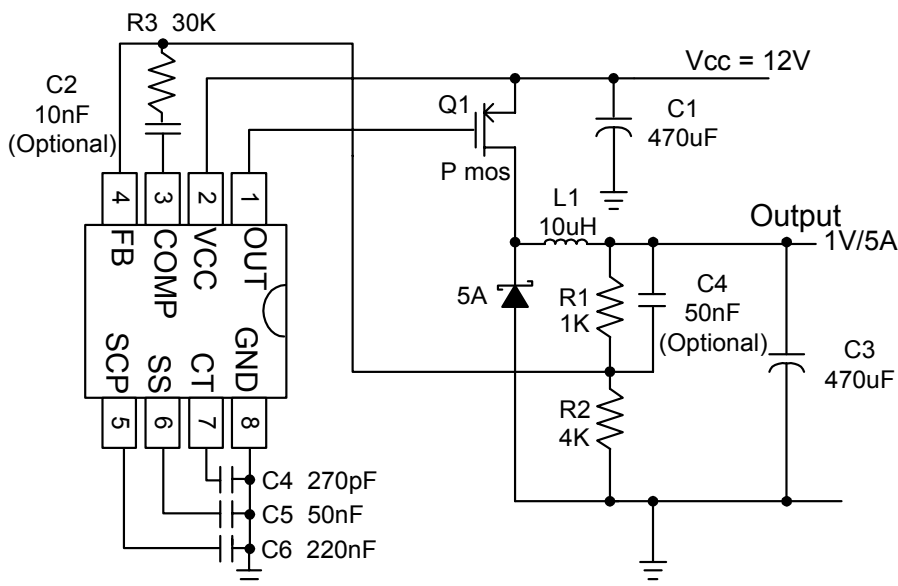 R3 30K
C2
10nF
(Optional)
Vcc = 12V
Q1
P mos
C1
470uF
4
3
2
1
FB
COMP
VCC
OUT
SCP
SS
CT
GND
5
6
7
8
L1
10uH
Output
1V/5A
5A
R1
1K
C4
50nF
(Optional)
C3
470uF
R2
4K
C4 270pF
C5 50nF
C6 220nF